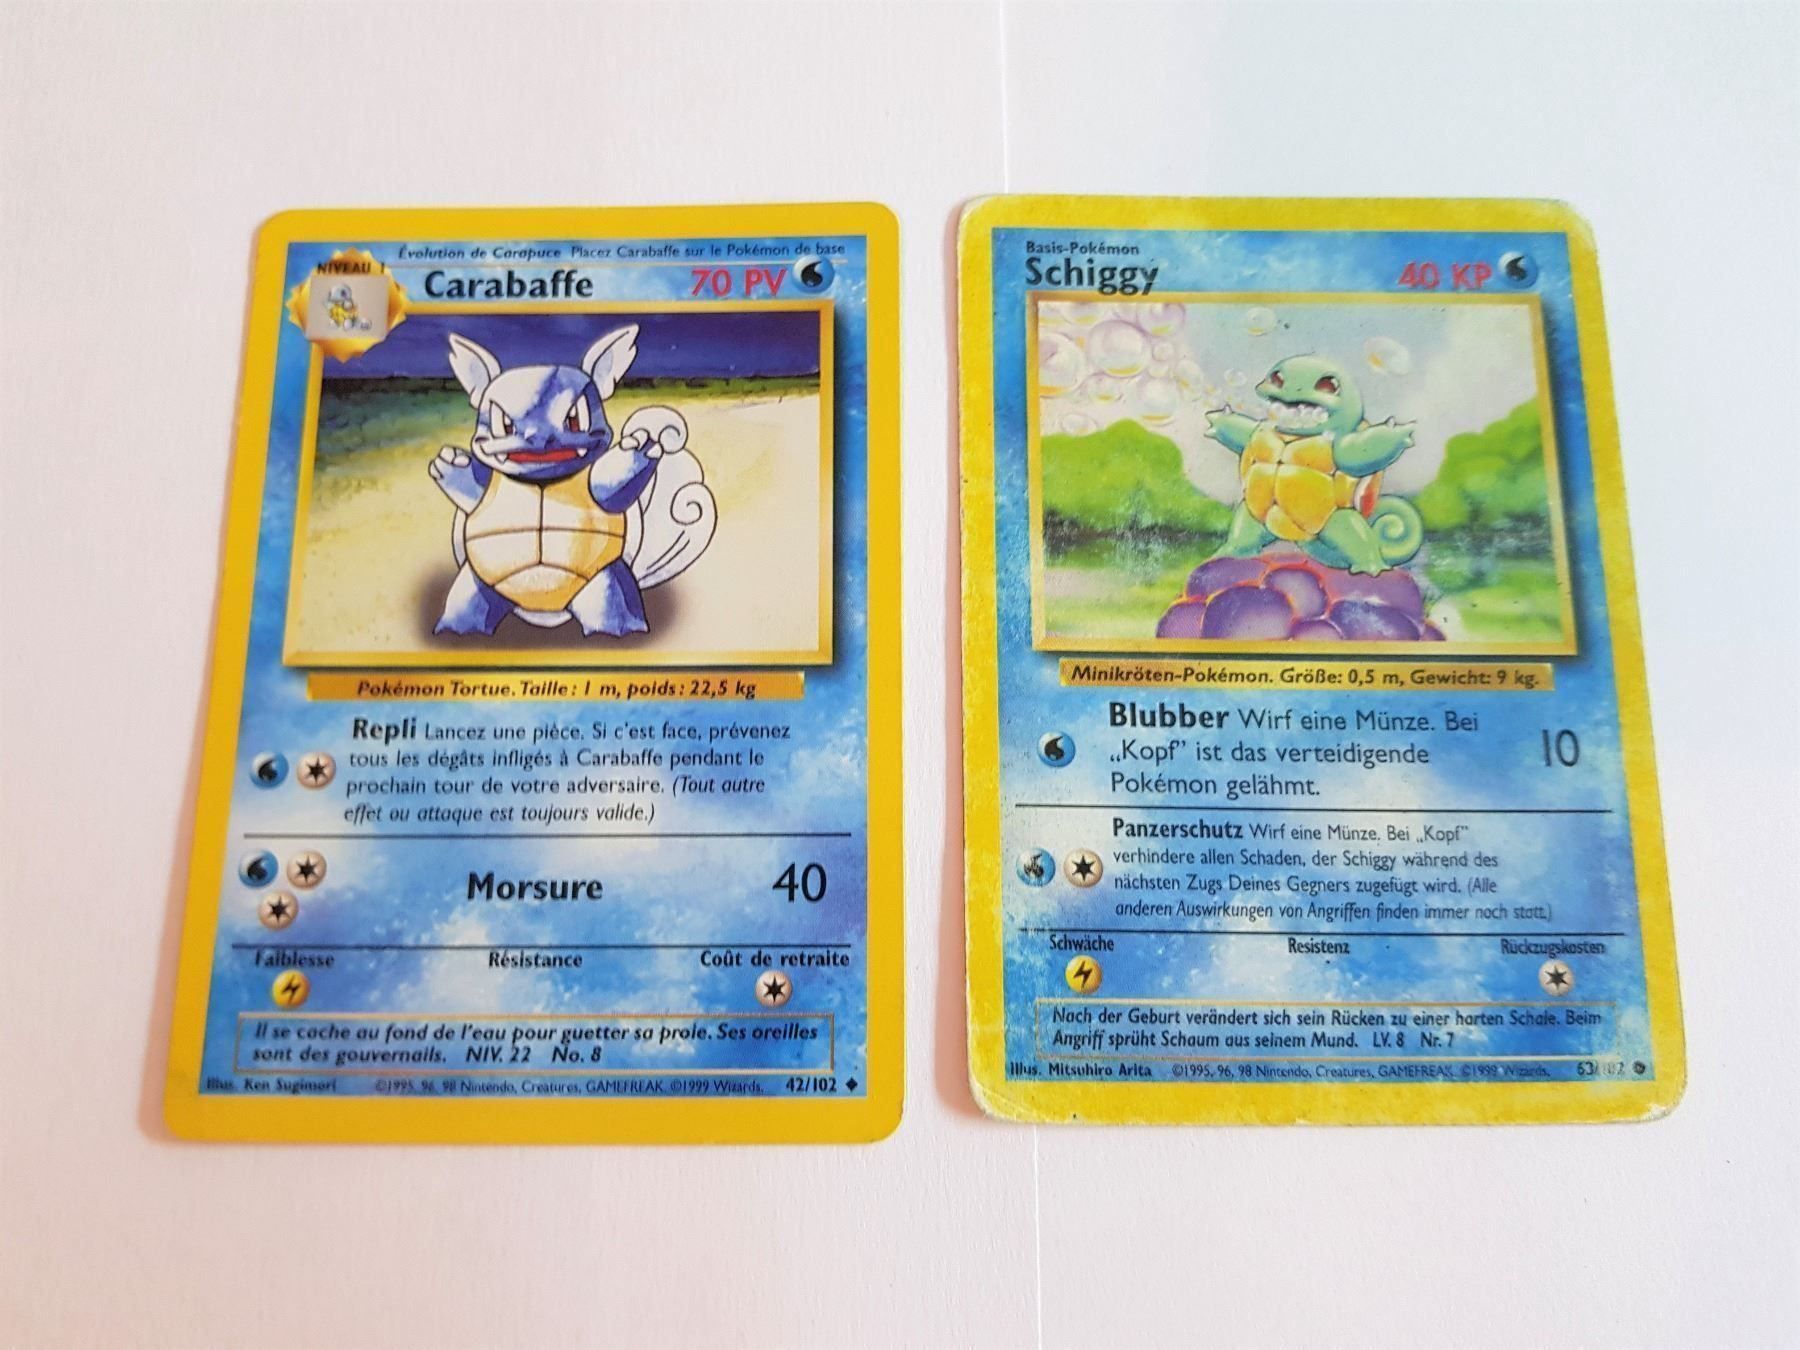 Évolution de Carapuce Placez Carabaffe sur le Pokémon de base
NIVEAU 1
Carabaffe 70 PV
Pokémon Tortue. Taille : 1 m, poids : 22,5 kg
Repli Lancez une pièce. Si c'est face, prévenez
tous les dégâts infligés à Carabaffe pendant le
prochain tour de votre adversaire. (Tout autre
effet ou attaque est toujours valide.)
Morsure 40
Faiblesse Résistance Coût de retraite
Il se cache au fond de l'eau pour guetter sa proie. Ses oreilles
sont des gouvernails. NIV. 22 No. 8
Illus. Ken Sugimori ©1995, 96, 98 Nintendo, Creatures, GAMEFREAK. ©1999 Wizards. 42/102
Basis-Pokémon
Schiggy 40 KP
Minikröten-Pokémon. Größe: 0,5 m, Gewicht: 9 kg.
Blubber Wirf eine Münze. Bei
„Kopf” ist das verteidigende 10
Pokémon gelähmt.
Panzerschutz Wirf eine Münze. Bei „Kopf”
verhindere allen Schaden, der Schiggy während des
nächsten Zugs Deines Gegners zugefügt wird. (Alle
anderen Auswirkungen von Angriffen finden immer noch statt.)
Schwäche Resistenz Rückzugskosten
Nach der Geburt verändert sich sein Rücken zu einer harten Schale. Beim
Angriff sprüht Schaum aus seinem Mund. LV. 8 Nr. 7
Illus. Mitsuhiro Arita ©1995, 96, 98 Nintendo, Creatures, GAMEFREAK. ©1999 Wizards. 63/102